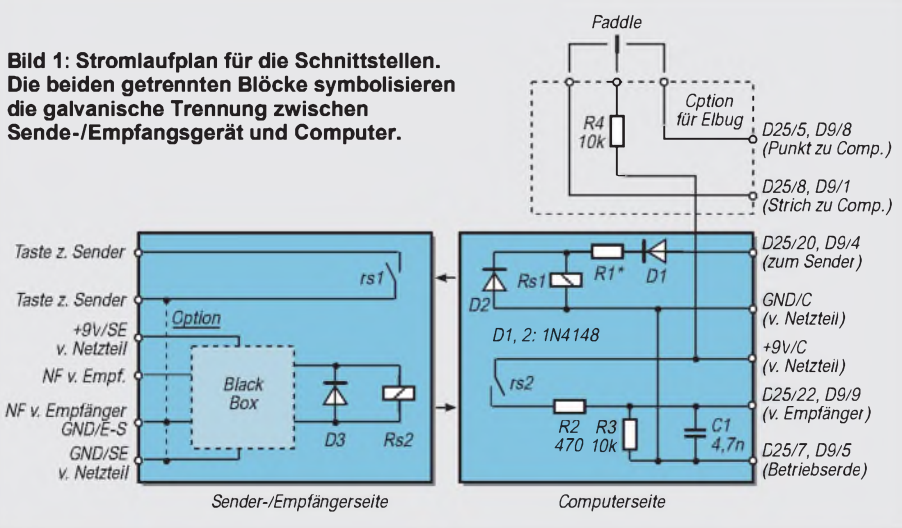 Bild 1: Stromlaufplan für die Schnittstellen.
Die beiden getrennten Blöcke symbolisieren
die galvanische Trennung zwischen
Sende-/Empfangsgerät und Computer.
Paddle
Cption
für Elbug
R4
10k
D25/5, D9/8
(Punkt zu Comp.)
D25/8, D9/1
(Strich zu Comp.)
Taste z. Sender
Taste z. Sender
Option
+9V/SE
v. Netzteil
NF v. Empf.
NF v. Empfänger
GND/E-S
GND/SE
v. Netzteil
rs1
Black
Box
D3
Rs2
Sender-/Empfängerseite
D2
Rs1
R1*
D1
D1, 2: 1N4148
rs2
R2
470
R3
10k
C1
4,7n
D25/20, D9/4
(zum Sender)
GND/C
(v. Netzteil)
+9V/C
(v. Netzteil)
D25/22, D9/9
(v. Empfänger)
D25/7, D9/5
(Betriebserde)
Computerseite